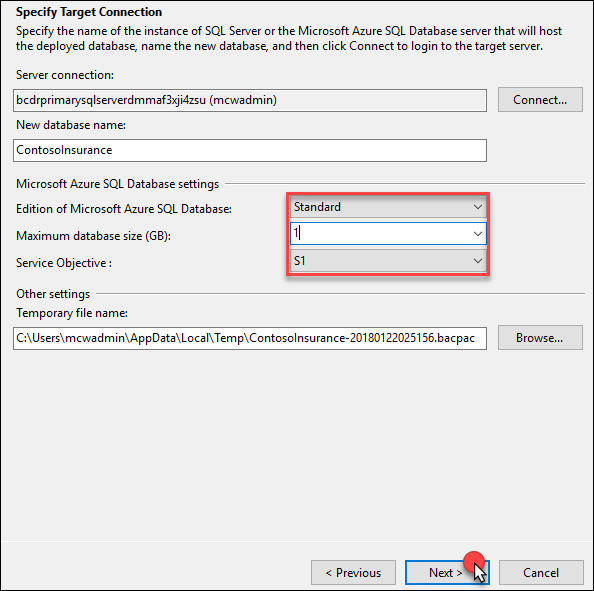 Specify Target Connection
Specify the name of the instance of SQL Server or the Microsoft Azure SQL Database server that will host
the deployed database, name the new database, and then click Connect to login to the target server.
Server connection:
bcdrprimarysqlserverdmmaf3xji4zsu (mcwadmin)
Connect...
New database name:
ContosoInsurance
Microsoft Azure SQL Database settings
Edition of Microsoft Azure SQL Database:
Standard
Maximum database size (GB):
1
Service Objective :
S1
Other settings
Temporary file name:
C:\Users\mcwadmin\AppData\Local\Temp\ContosoInsurance-20180122025156.bacpac
Browse...
< Previous
Next >
Cancel